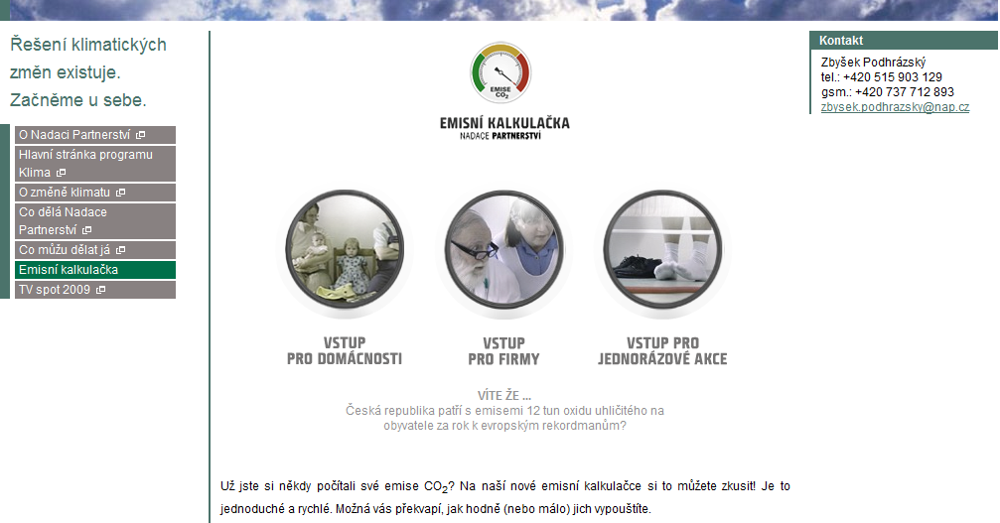 Řešení klimatických
změn existuje.
Začněme u sebe.
O Nadaci Partnerství
Hlavní stránka programu
Klima
O změně klimatu
Co dělá Nadace
Partnerství
Co můžu dělat já
Emisní kalkulačka
TV spot 2009
EMISE
CO2
EMISNÍ KALKULAČKA
NADACE PARTNERSTVÍ
VSTUP
PRO DOMÁCNOSTI
VSTUP
PRO FIRMY
VSTUP PRO
JEDNORÁZOVÉ AKCE
VÍTE ŽE ...
Česká republika patří s emisemi 12 tun oxidu uhličitého na
obyvatele za rok k evropským rekordmanům?
Už jste si někdy počítali své emise CO2? Na naší nové emisní kalkulačce si to můžete zkusit! Je to
jednoduché a rychlé. Možná vás překvapí, jak hodně (nebo málo) jich vypouštíte.
Kontakt
Zbyšek Podhrázský
tel.: +420 515 903 129
gsm.: +420 737 712 893
zbysek.podhrazsky@nap.cz